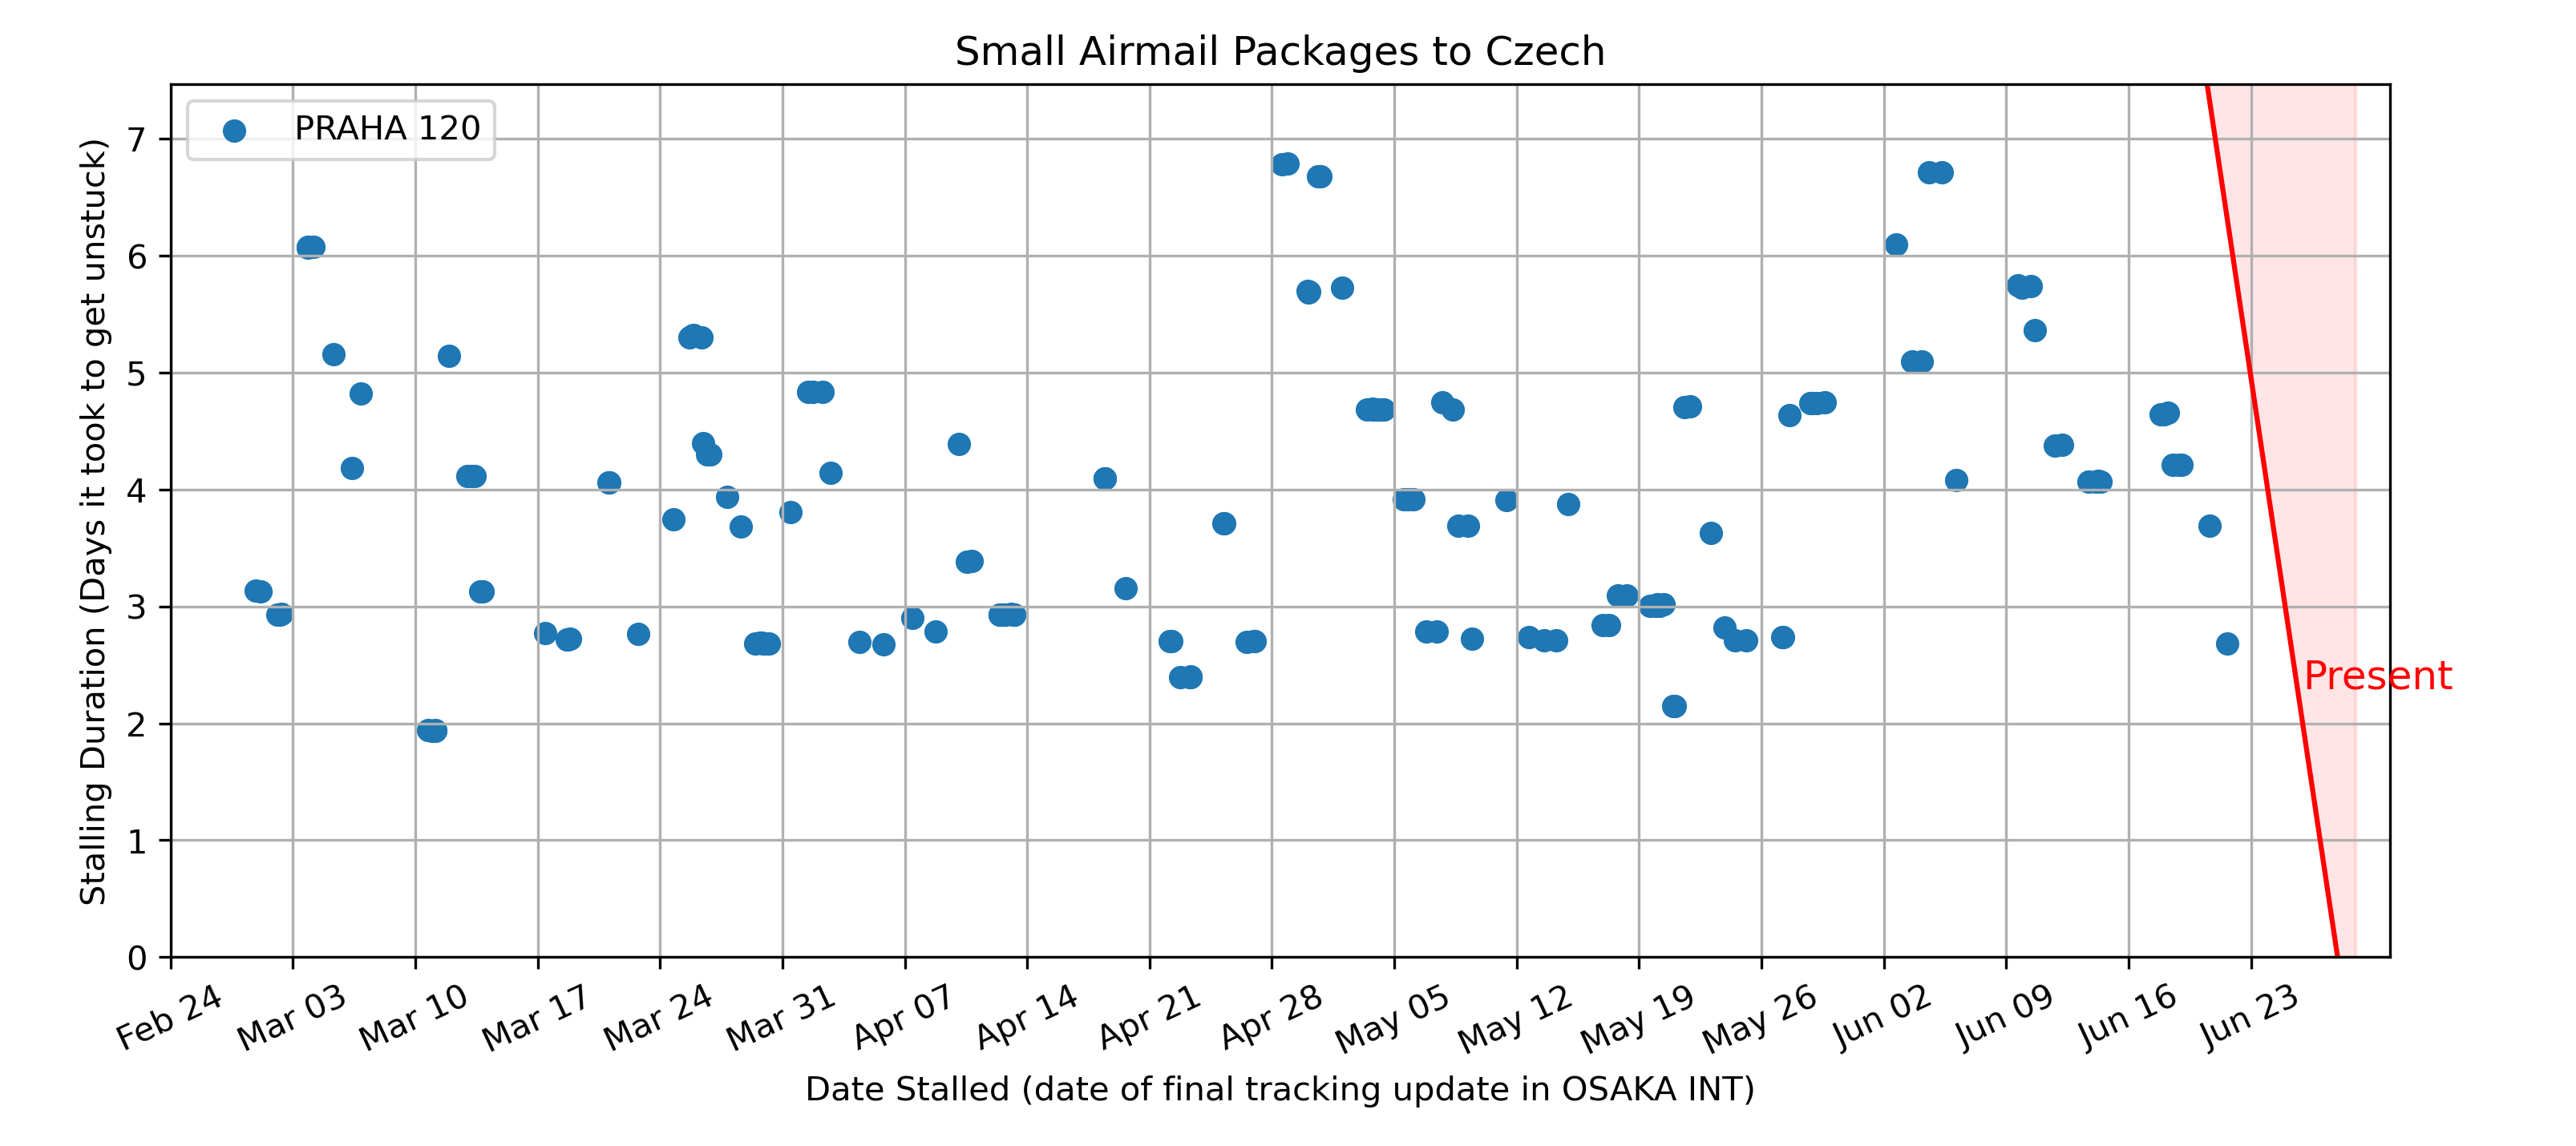 Small Airmail Packages to Czech
PRAHA 120
Stalling Duration (Days it took to get unstuck)
7
6
5
4
3
2
1
0
Present
Feb 24
Mar 03
Mar 10
Mar 17
Mar 24
Mar 31
Apr 07
Apr 14
Apr 21
Apr 28
May 05
May 12
May 19
May 26
Jun 02
Jun 09
Jun 16
Jun 23
Date Stalled (date of final tracking update in OSAKA INT)